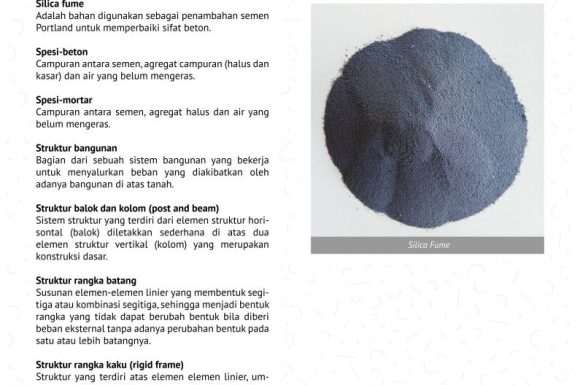 Silica fume
Adalah bahan digunakan sebagai penambahan semen
Portland untuk memperbaiki sifat beton.
Spesi-beton
Campuran antara semen, agregat campuran (halus dan
kasar) dan air yang belum mengeras.
Spesi-mortar
Campuran antara semen, agregat halus dan air yang
belum mengeras.
Struktur bangunan
Bagian dari sebuah sistem bangunan yang bekerja
untuk menyalurkan beban yang diakibatkan oleh
adanya bangunan di atas tanah.
Struktur balok dan kolom (post and beam)
Sistem struktur yang terdiri dari elemen struktur hori-
sontal (balok) diletakkan sederhana di atas dua
elemen struktur vertikal (kolom) yang merupakan
konstruksi dasar.
Struktur rangka batang
Susunan elemen-elemen linier yang membentuk segi-
tiga atau kombinasi segitiga, sehingga menjadi bentuk
rangka yang tidak dapat berubah bentuk bila diberi
beban eksternal tanpa adanya perubahan bentuk pada
satu atau lebih batangnya.
Struktur rangka kaku (rigid frame)
Struktur yang terdiri atas elemen elemen linier, um-
Silica Fume